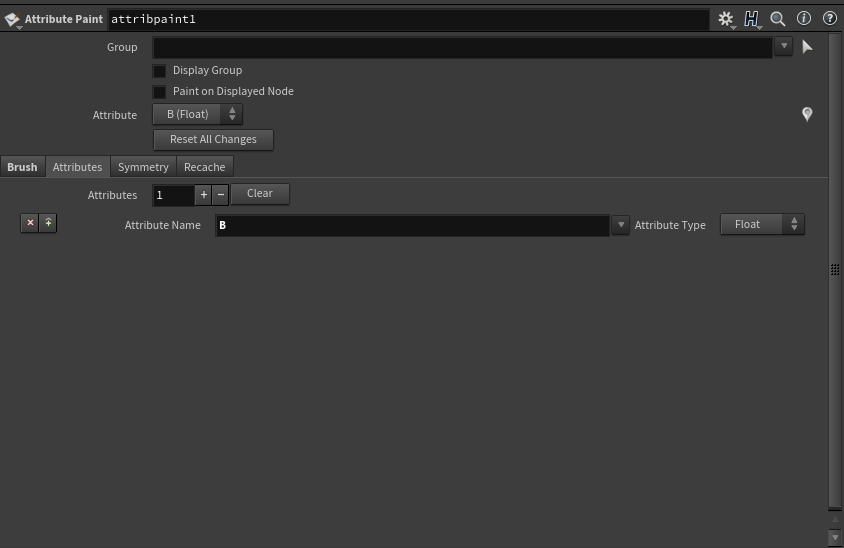 Attribute Paint attribpaint1
Group
Display Group
Paint on Displayed Node
Attribute B (Float)
Reset All Changes
Brush Attributes Symmetry Recache
Attributes 1 + − Clear
Attribute Name B Attribute Type Float